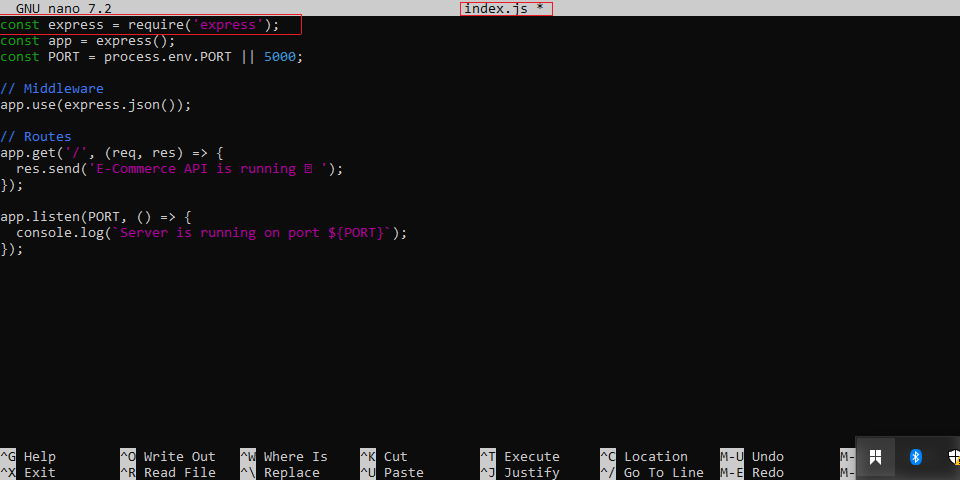 GNU nano 7.2 index.js *
const express = require('express');
const app = express();
const PORT = process.env.PORT || 5000;
// Middleware
app.use(express.json());
// Routes
app.get('/', (req, res) => {
  res.send('E-Commerce API is running  ');
});
app.listen(PORT, () => {
  console.log(`Server is running on port ${PORT}`);
});
^G Help ^O Write Out ^W Where Is ^K Cut ^T Execute ^C Location M-U Undo M-
^X Exit ^R Read File ^\ Replace ^U Paste ^J Justify ^/ Go To Line M-E Redo M-